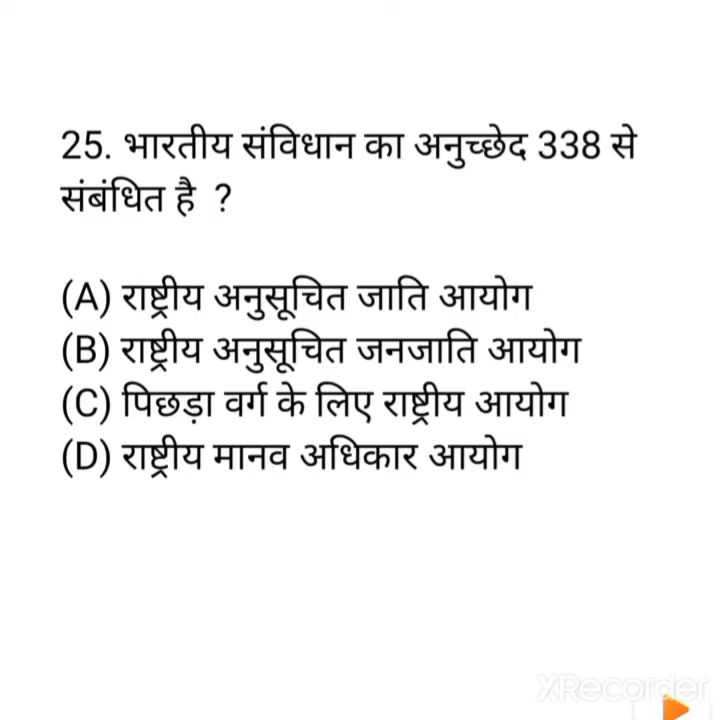 25. भारतीय संविधान का अनुच्छेद 338 से
संबंधित है ?
(A) राष्ट्रीय अनुसूचित जाति आयोग
(B) राष्ट्रीय अनुसूचित जनजाति आयोग
(C) पिछड़ा वर्ग के लिए राष्ट्रीय आयोग
(D) राष्ट्रीय मानव अधिकार आयोग
XRecorder